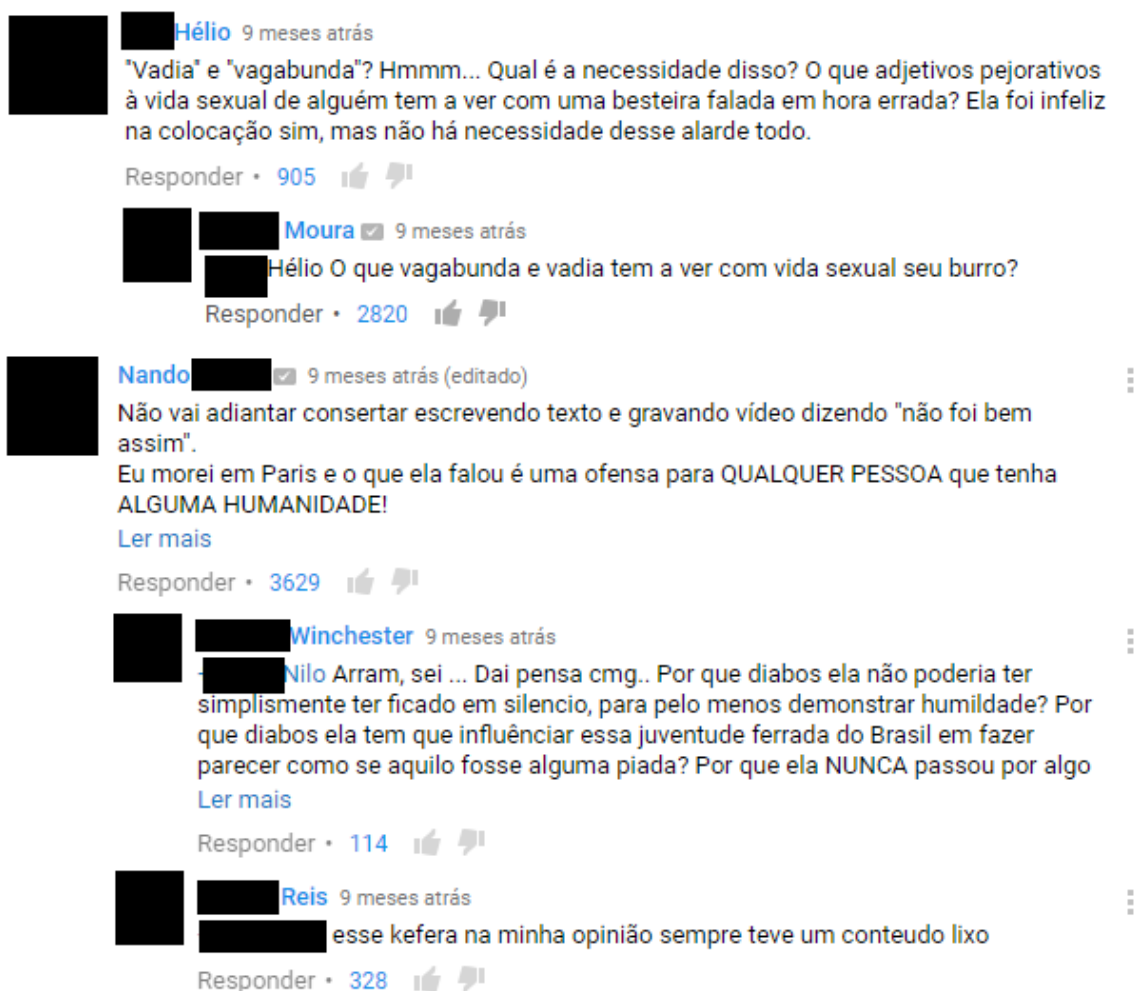 Hélio 9 meses atrás
"Vadia" e "vagabunda"? Hmmm... Qual é a necessidade disso? O que adjetivos pejorativos
à vida sexual de alguém tem a ver com uma besteira falada em hora errada? Ela foi infeliz
na colocação sim, mas não há necessidade desse alarde todo.
Responder • 905
Moura 9 meses atrás
Hélio O que vagabunda e vadia tem a ver com vida sexual seu burro?
Responder • 2820
Nando 9 meses atrás (editado)
Não vai adiantar consertar escrevendo texto e gravando vídeo dizendo "não foi bem
assim".
Eu morei em Paris e o que ela falou é uma ofensa para QUALQUER PESSOA que tenha
ALGUMA HUMANIDADE!
Ler mais
Responder • 3629
Winchester 9 meses atrás
Nilo Arram, sei ... Dai pensa cmg.. Por que diabos ela não poderia ter
simplismente ter ficado em silencio, para pelo menos demonstrar humildade? Por
que diabos ela tem que influênciar essa juventude ferrada do Brasil em fazer
parecer como se aquilo fosse alguma piada? Por que ela NUNCA passou por algo
Ler mais
Responder • 114
Reis 9 meses atrás
esse kefera na minha opinião sempre teve um conteudo lixo
Responder • 328